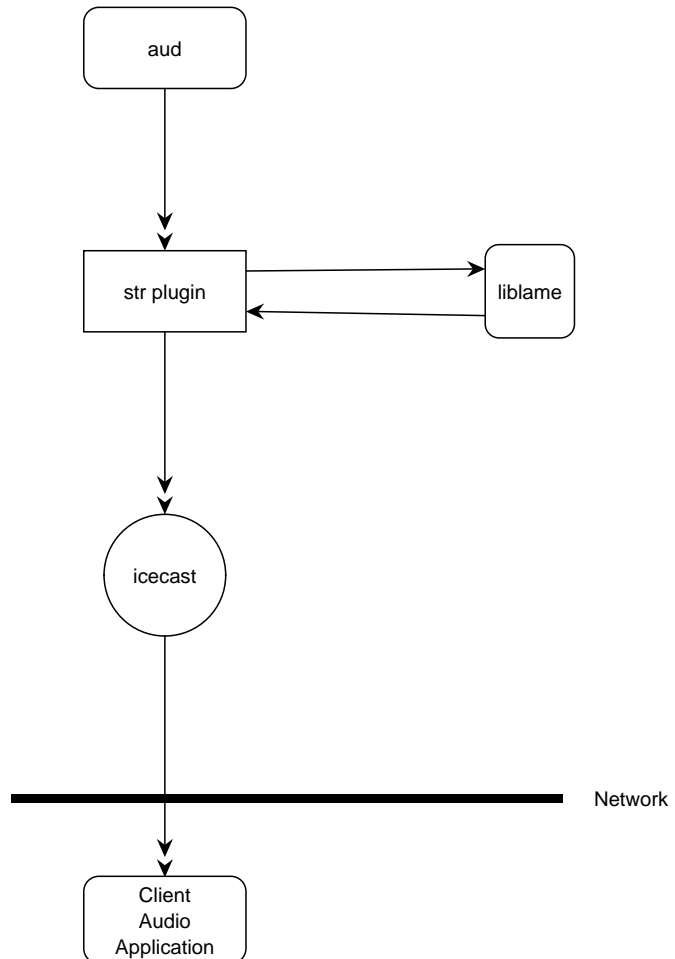 aud
str plugin
liblame
icecast
Network
Client
Audio
Application